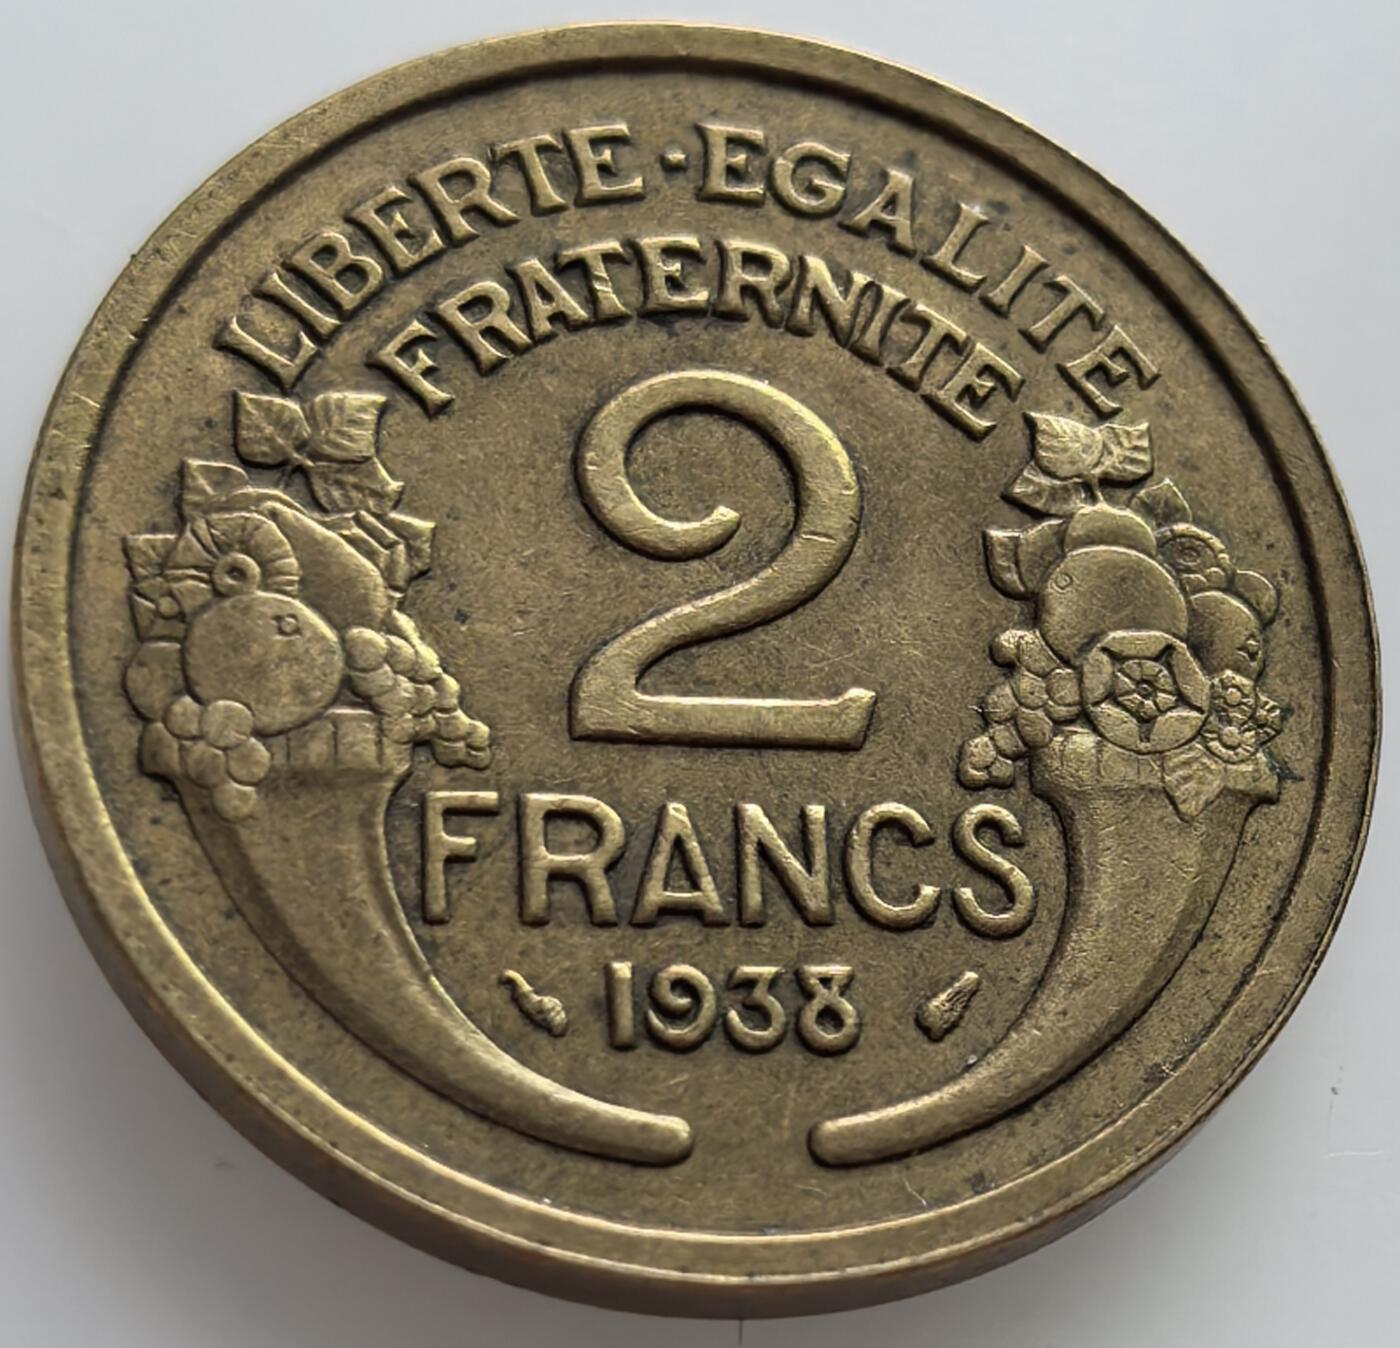 LIBERTE·EGALITE
FRATERNITE
2
FRANCS
1938